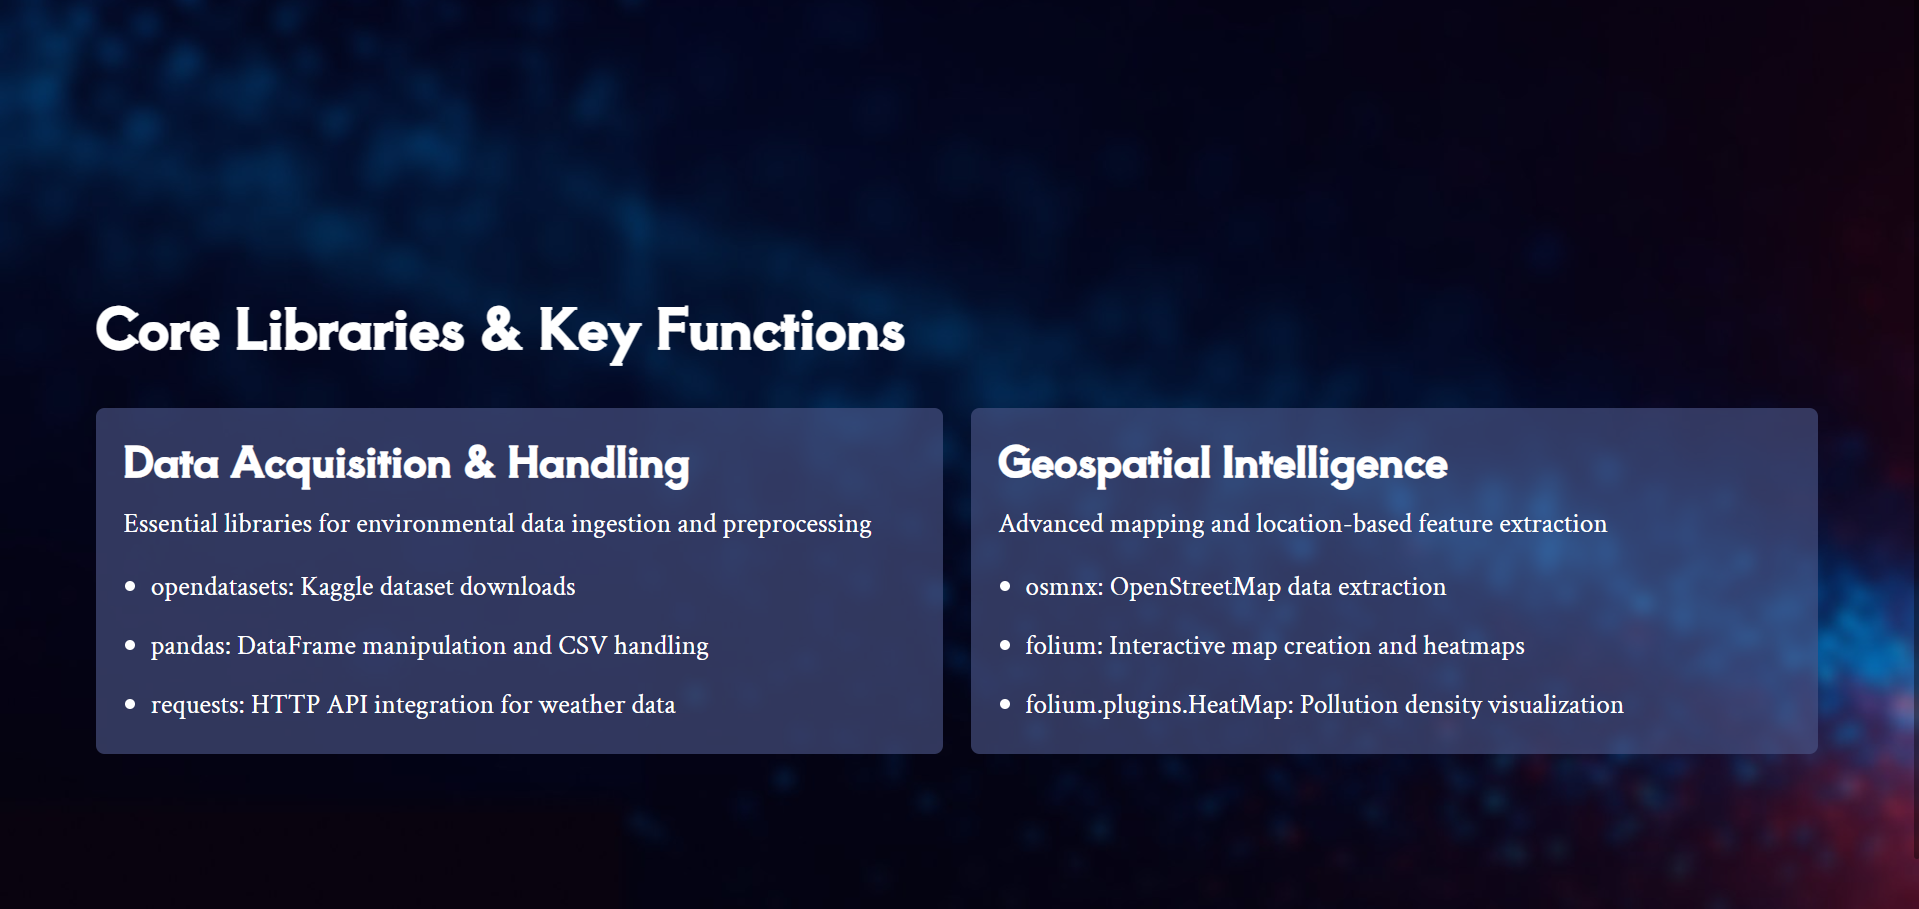 Core Libraries & Key Functions
Data Acquisition & Handling
Essential libraries for environmental data ingestion and preprocessing
• opendatasets: Kaggle dataset downloads
• pandas: DataFrame manipulation and CSV handling
• requests: HTTP API integration for weather data
Geospatial Intelligence
Advanced mapping and location-based feature extraction
• osmnx: OpenStreetMap data extraction
• folium: Interactive map creation and heatmaps
• folium.plugins.HeatMap: Pollution density visualization